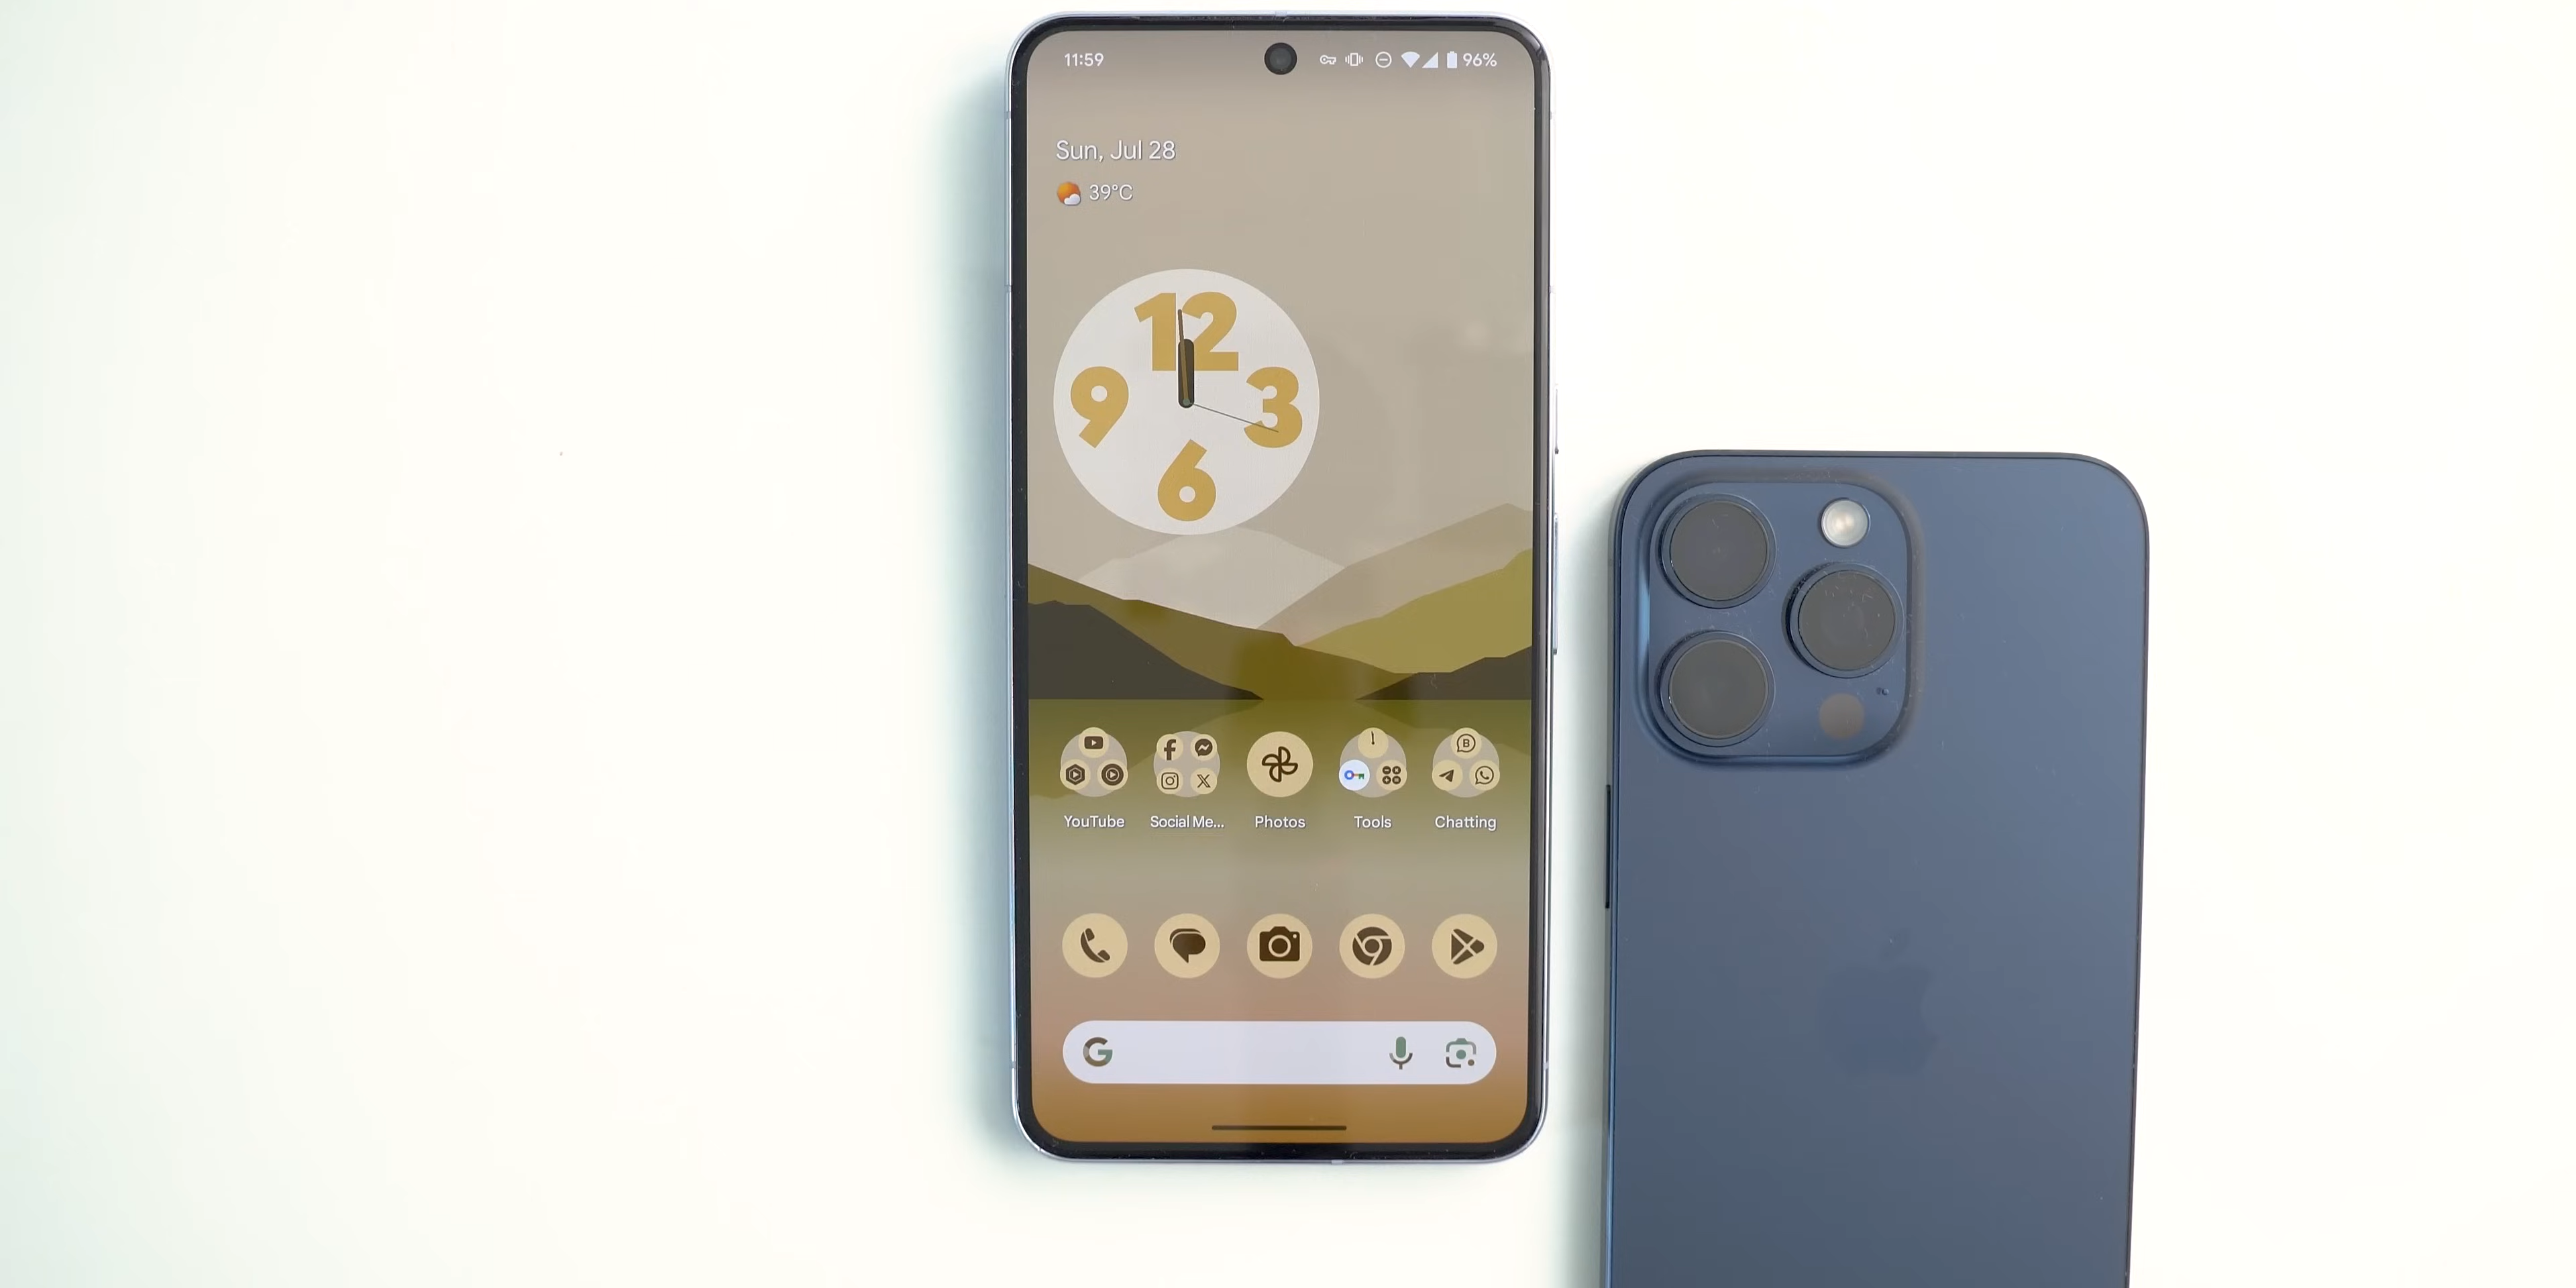 11:59
96%
Sun, Jul 28
39°C
12
9
3
6
YouTube
Social Me...
Photos
Tools
Chatting